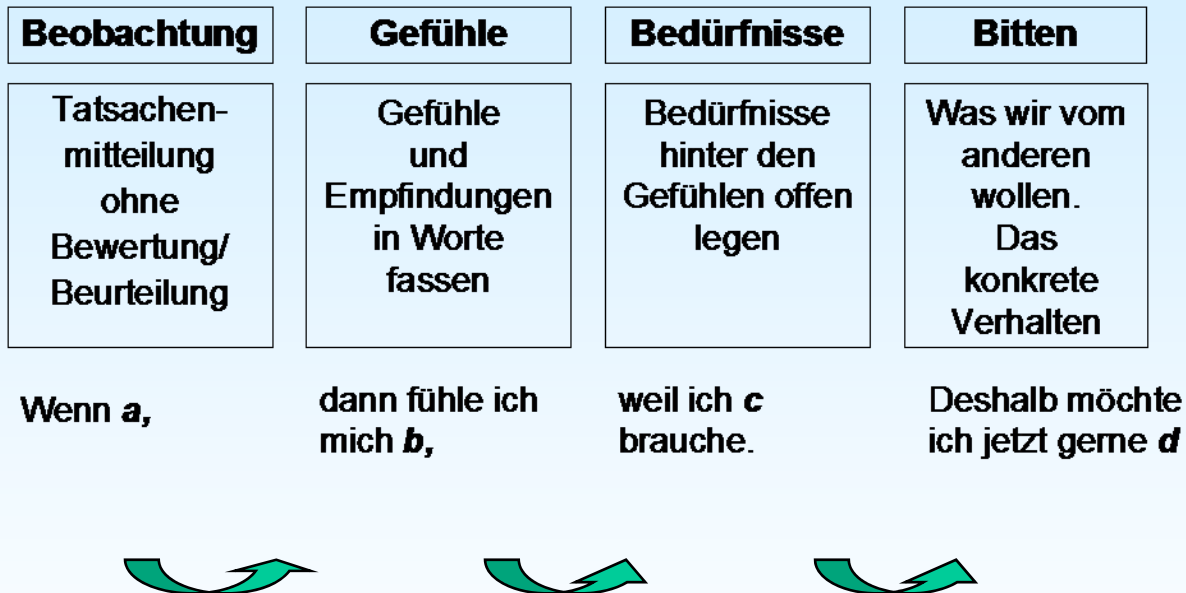 Beobachtung
Tatsachen-
mitteilung
ohne
Bewertung/
Beurteilung
Wenn a,
Gefühle
Gefühle
und
Empfindungen
in Worte
fassen
dann fühle ich
mich b,
Bedürfnisse
Bedürfnisse
hinter den
Gefühlen offen
legen
weil ich c
brauche.
Bitten
Was wir vom
anderen
wollen.
Das
konkrete
Verhalten
Deshalb möchte
ich jetzt gerne d